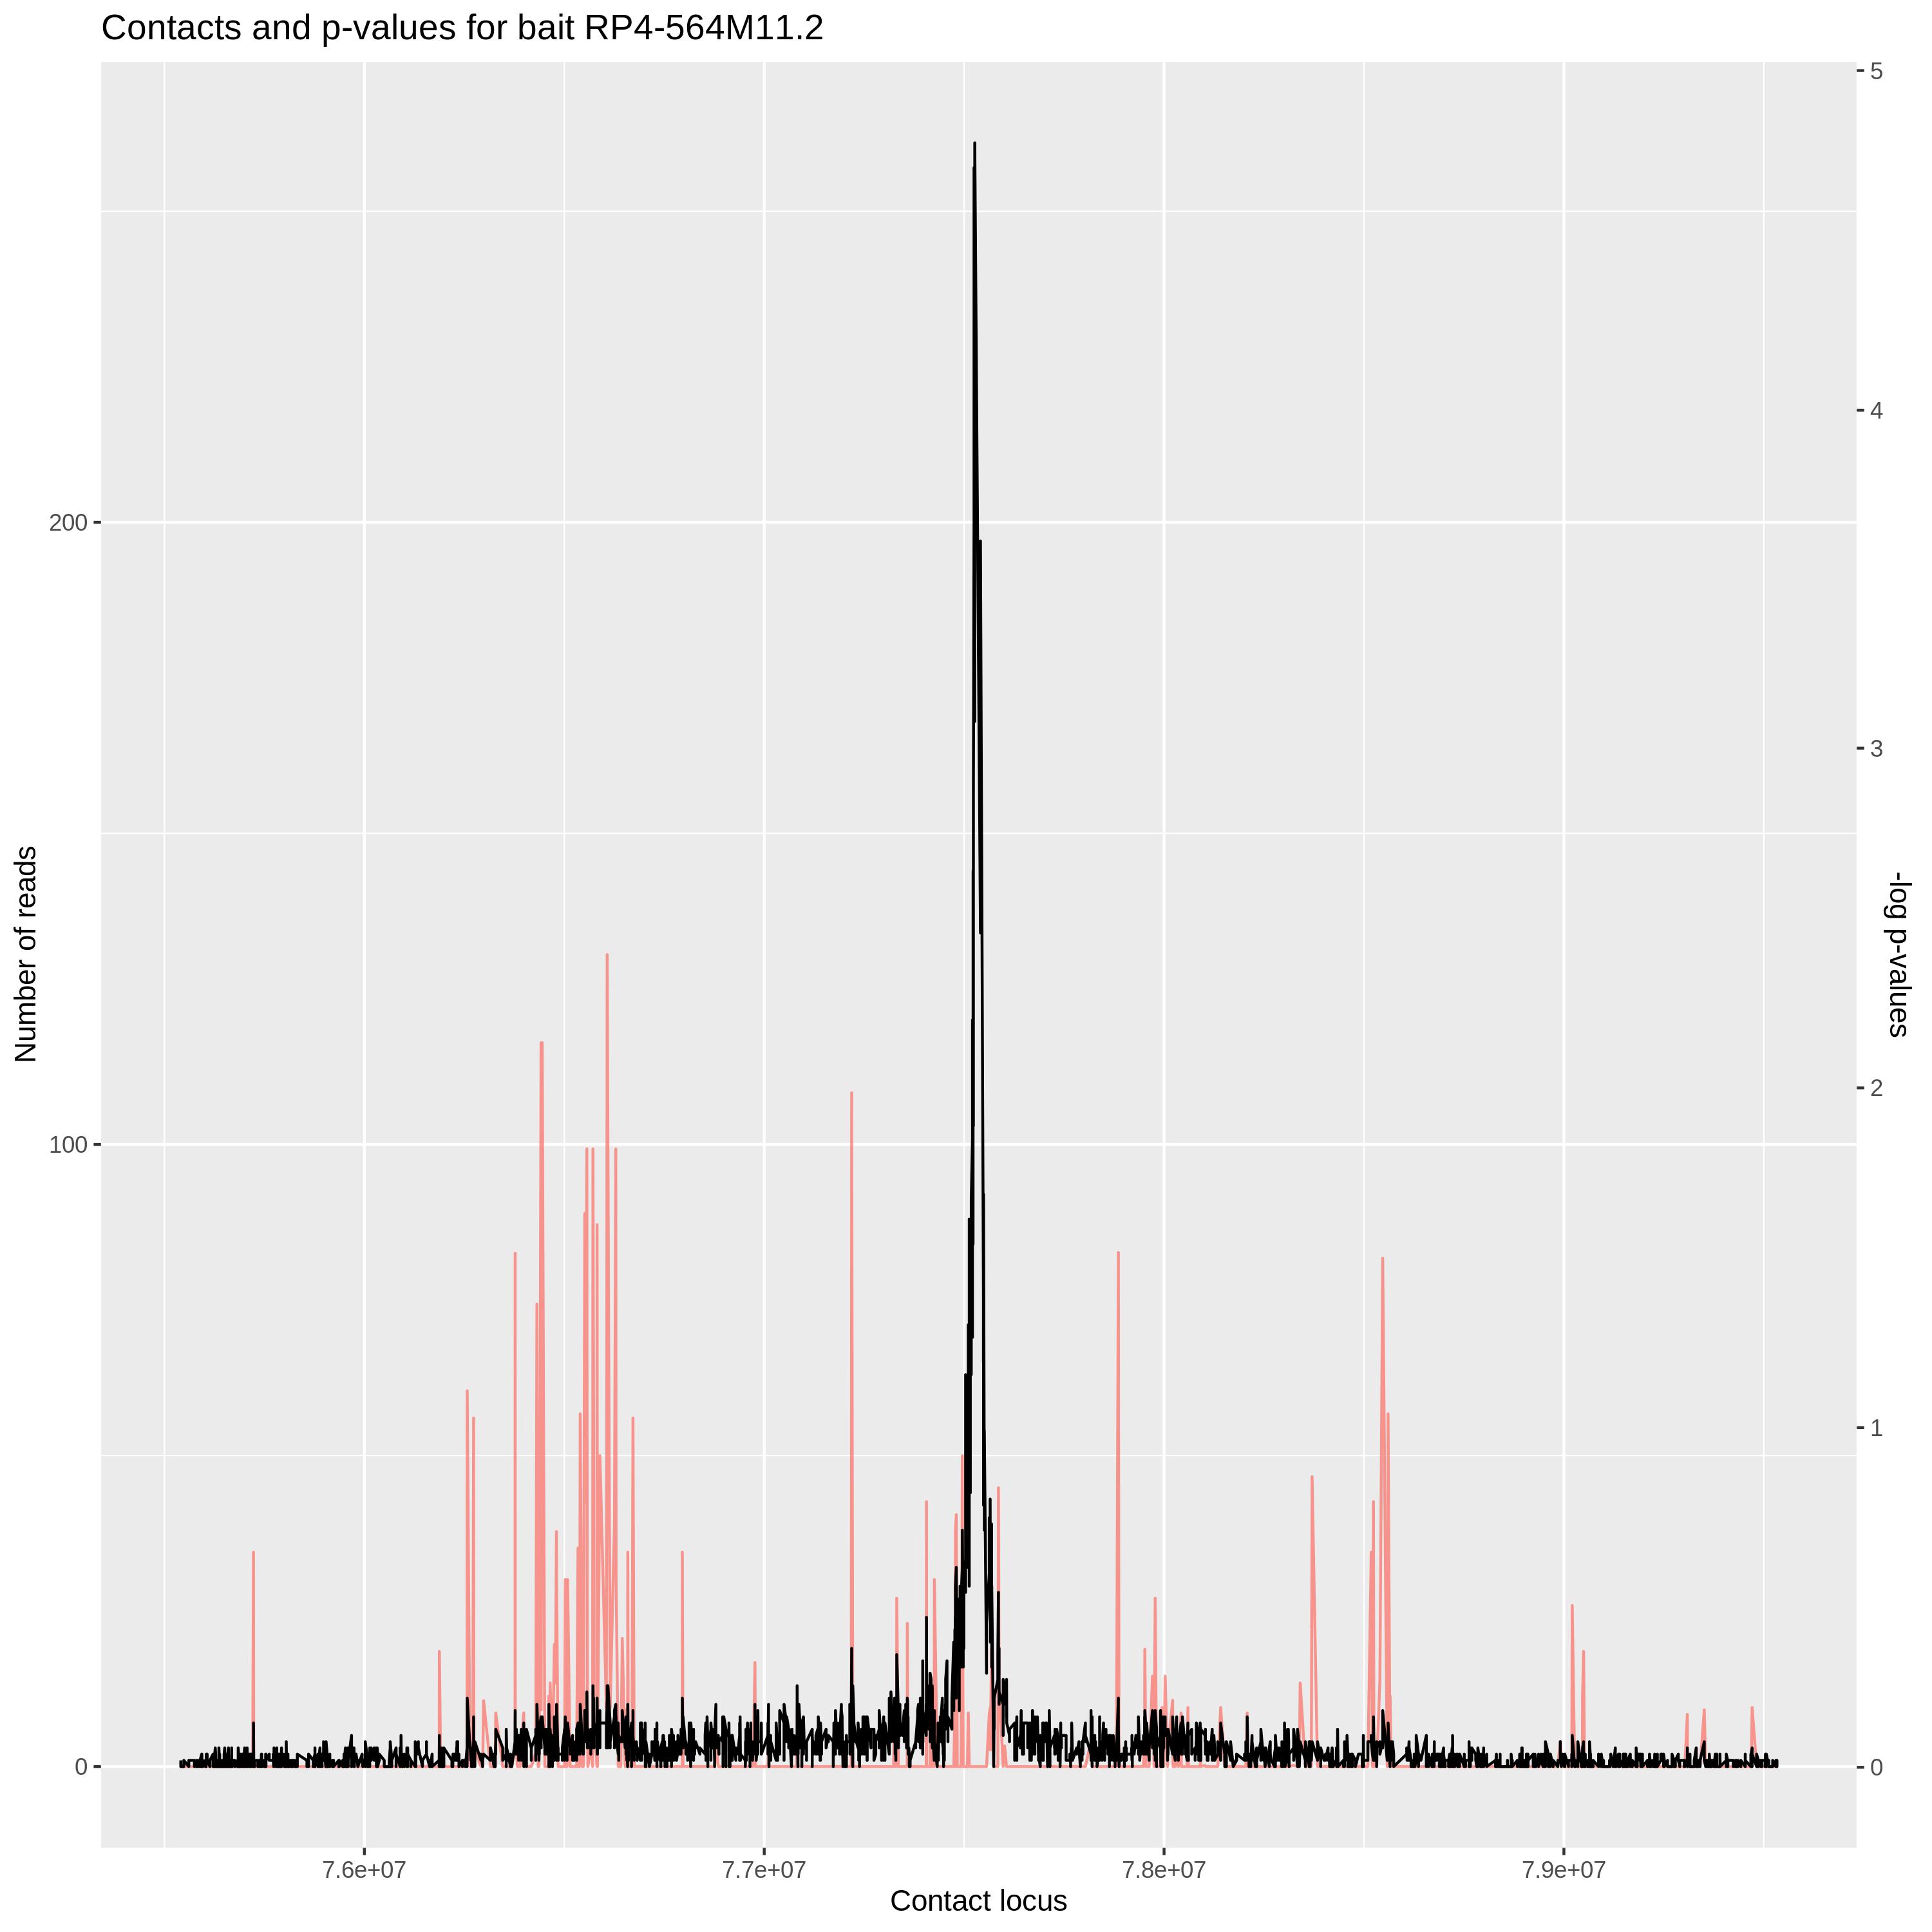 Contacts and p-values for bait RP4-564M11.2
Number of reads
200
100
0
5
4
3
2
1
0
-log p-values
7.6e+07
7.7e+07
7.8e+07
7.9e+07
Contact locus